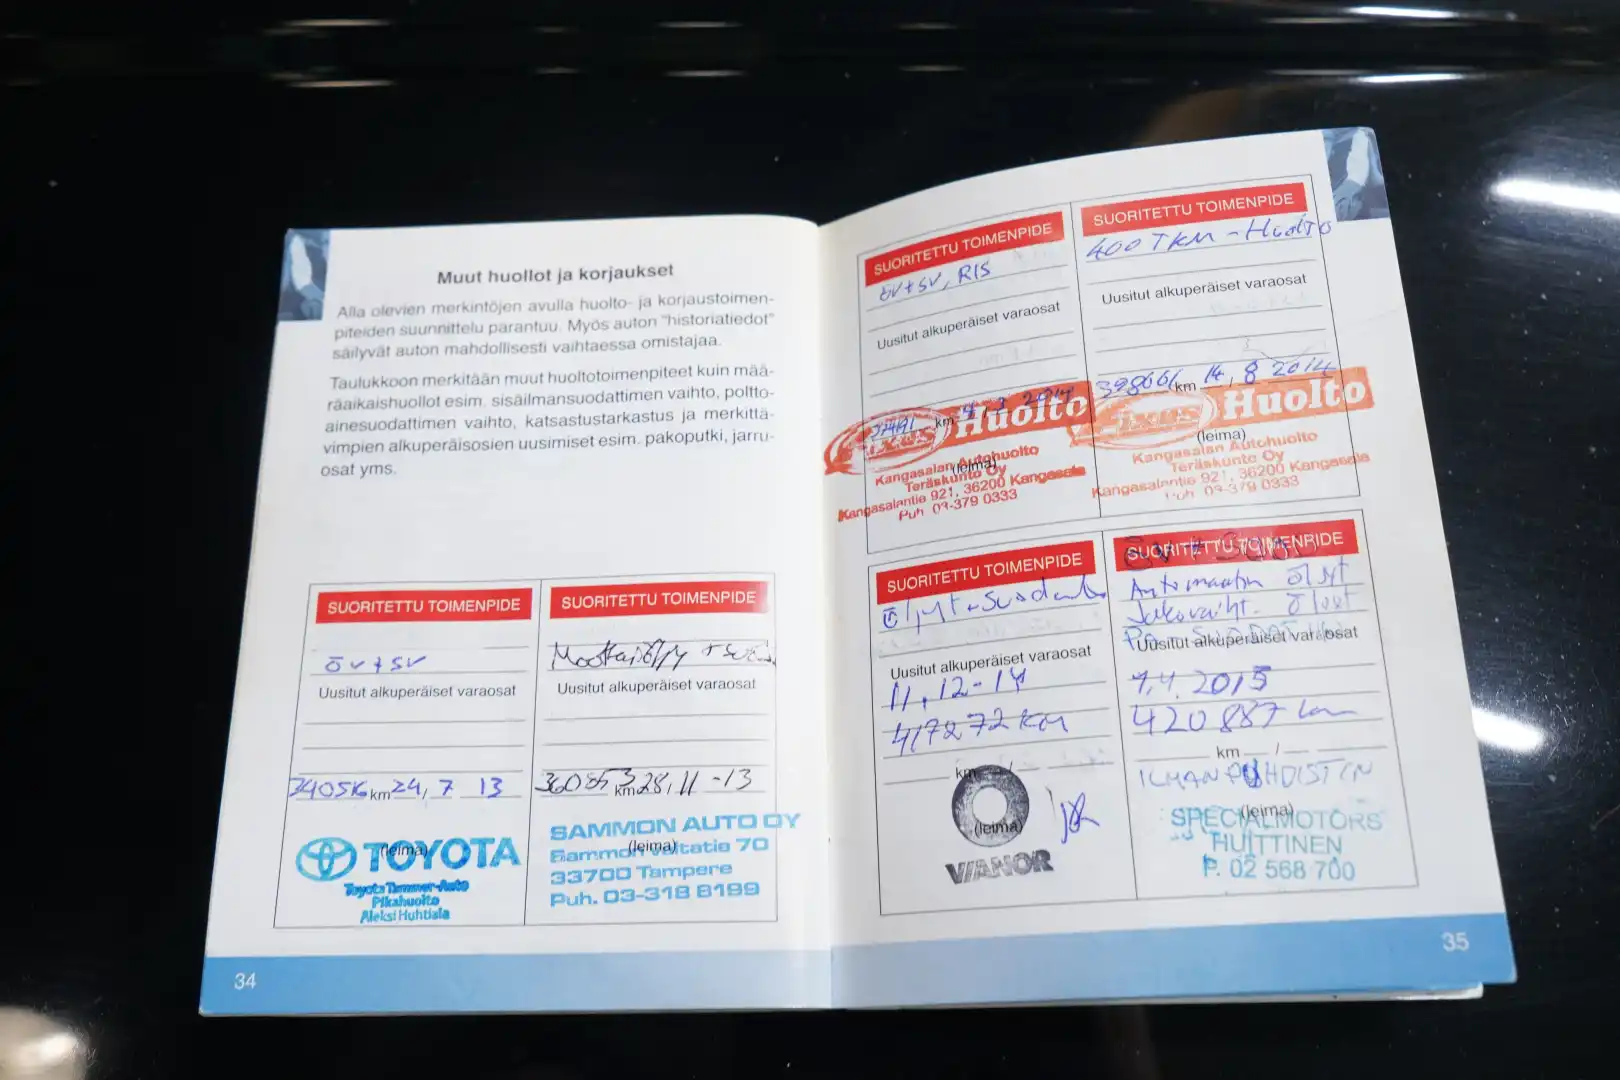 Muut huollot ja korjaukset
Alla olevien merkintöjen avulla huolto- ja korjaustoimen-
piteiden suunnittelu parantuu. Myös auton "historiatiedot"
säilyvät auton mahdollisesti vaihtaessa omistajaa.
Taulukkoon merkitään muut huoltotoimenpiteet kuin mää-
räaikaishuollot esim. sisäilmansuodattimen vaihto, poltto-
ainesuodattimen vaihto, katsastustarkastus ja merkittä-
vimpien alkuperäisosien uusimiset esim. pakoputki, jarru-
osat yms.
SUORITETTU TOIMENPIDE
öv+sv
Uusitut alkuperäiset varaosat
km 24, 7 13
(leima)
TOYOTA
Toyota Tammer-Auto
Pikahuolto
Aleksi Huhtiala
SUORITETTU TOIMENPIDE
Uusitut alkuperäiset varaosat
360853 km 28, 11 -13
SAMMON AUTO OY
(leima)
Sammon valtatie 70
33700 Tampere
Puh. 03-318 8199
34
SUORITETTU TOIMENPIDE
öv+sv, RIS
Uusitut alkuperäiset varaosat
km 2014
Huolto
(leima)
Kangasalan Autohuolto
Teräskunto Oy
Kangasalantie 921, 36200 Kangasala
Puh. 03-379 0333
SUORITETTU TOIMENPIDE
400 TKM - Huolto
Uusitut alkuperäiset varaosat
km 14, 8 2014
Huolto
(leima)
Kangasalan Autohuolto
Teräskunto Oy
Kangasalantie 921, 36200 Kangasala
Puh. 03-379 0333
SUORITETTU TOIMENPIDE
Uusitut alkuperäiset varaosat
11, 12-14
417272 km
km /
(leima)
VIANOR
SUORITETTU TOIMENPIDE
Automaatin öljyt
Uusitut alkuperäiset varaosat
2015
420887 km
km /
(leima)
SPECIALMOTORS
HUITTINEN
P. 02 568 700
35